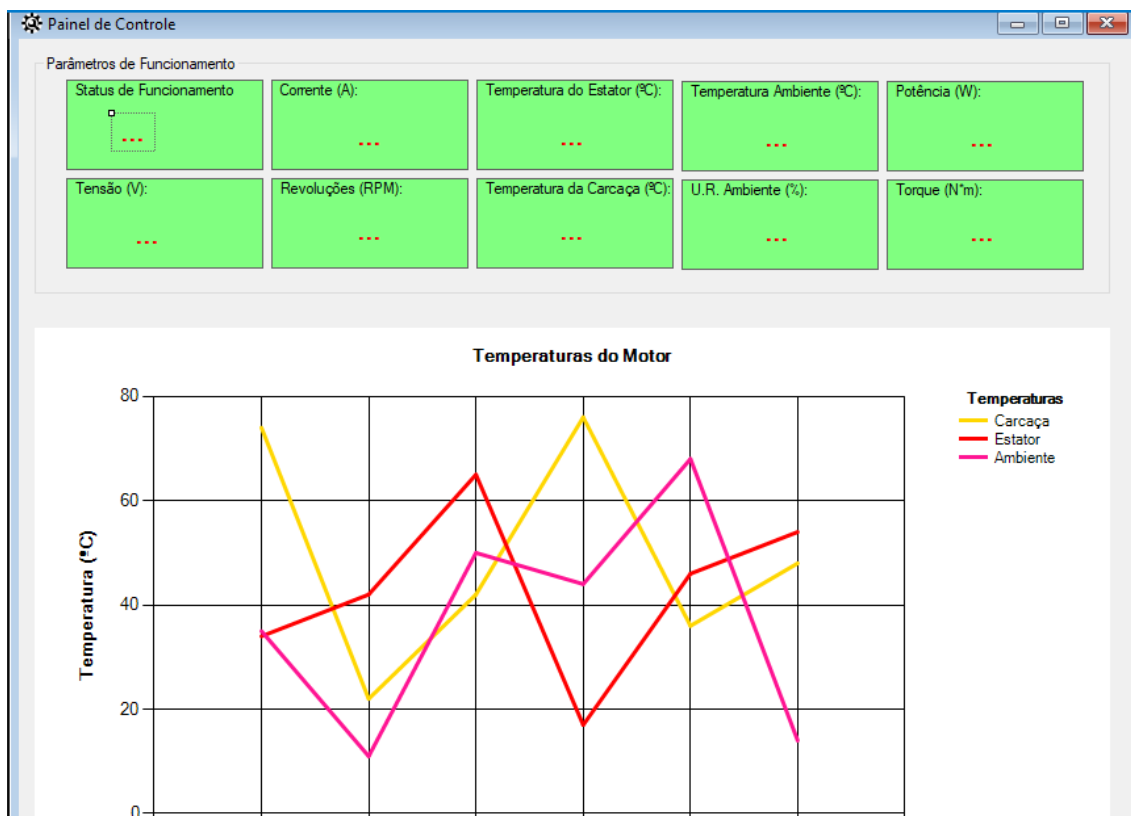 Painel de Controle
Parâmetros de Funcionamento
Status de Funcionamento
...
Corrente (A):
...
Temperatura do Estator (ºC):
...
Temperatura Ambiente (ºC):
...
Potência (W):
...
Tensão (V):
...
Revoluções (RPM):
...
Temperatura da Carcaça (ºC):
...
U.R. Ambiente (%):
...
Torque (N*m):
...
Temperaturas do Motor
Temperatura (ºC)
80
60
40
20
0
Temperaturas
Carcaça
Estator
Ambiente